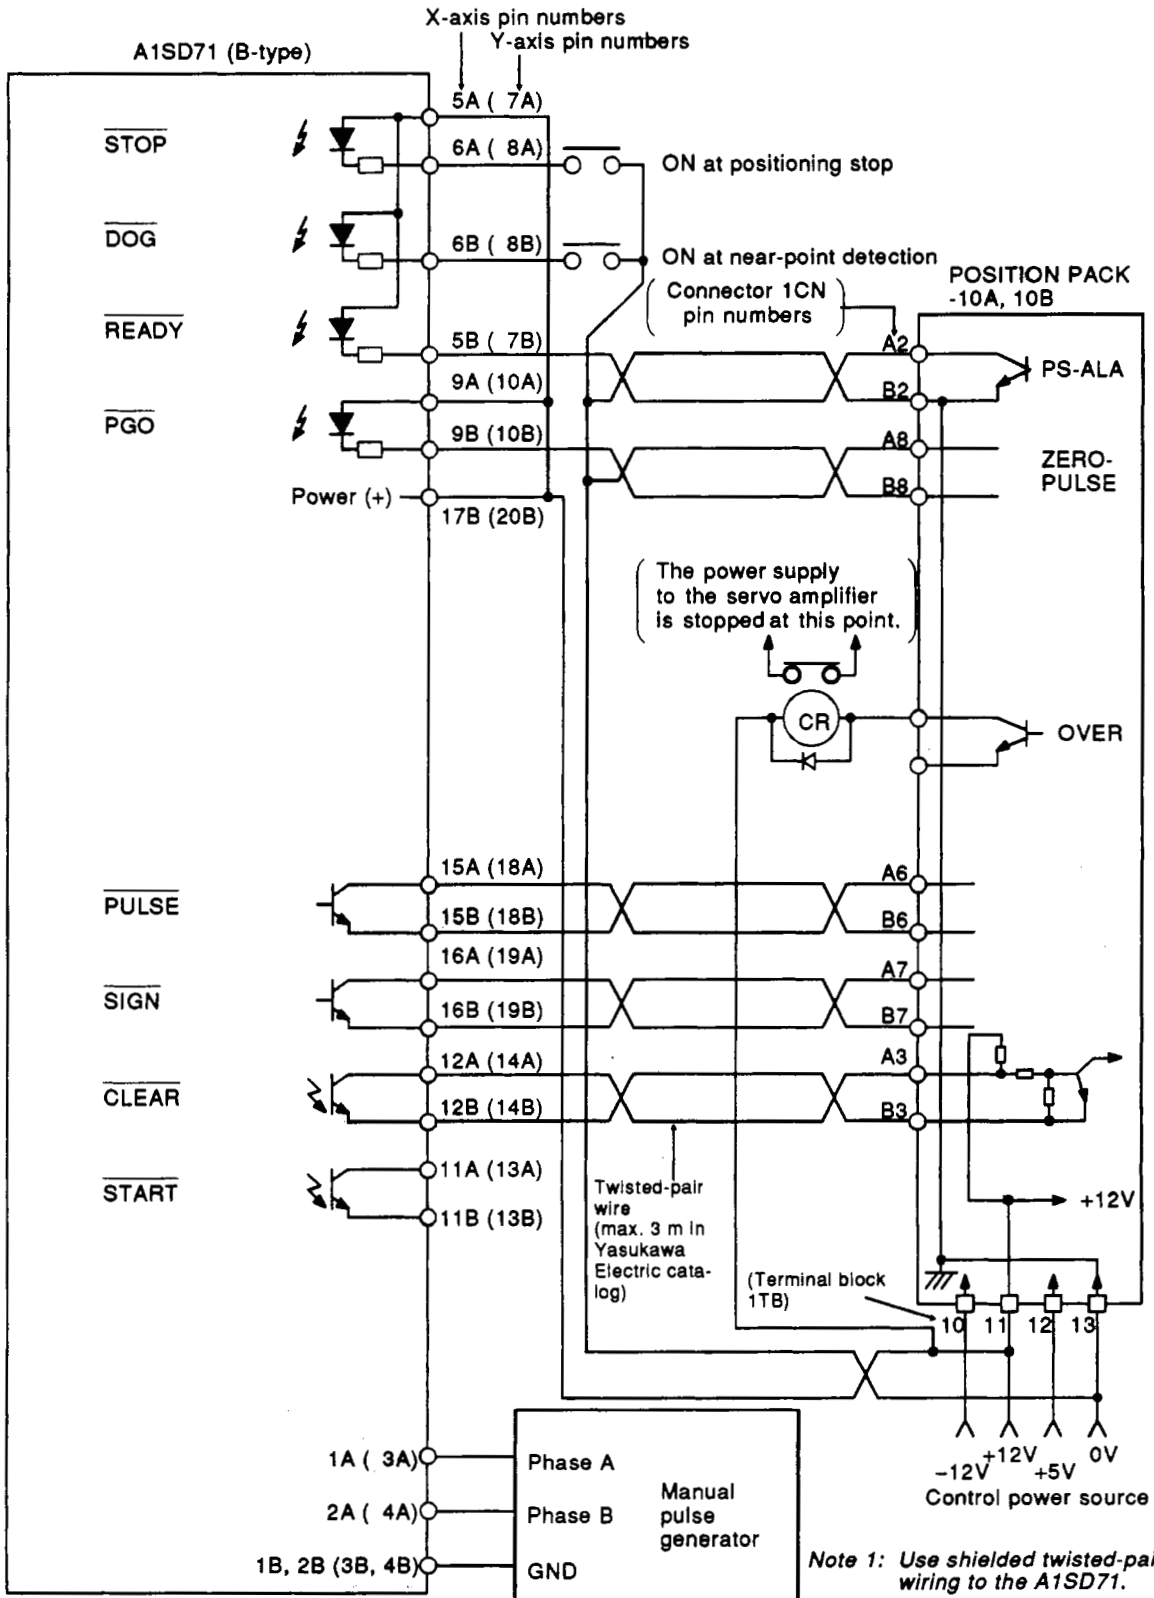 X-axis pin numbers
Y-axis pin numbers
A1SD71 (B-type)
5A ( 7A)
STOP
6A ( 8A)
ON at positioning stop
DOG
6B ( 8B)
ON at near-point detection
(Connector 1CN
pin numbers)
POSITION PACK
-10A, 10B
READY
5B ( 7B)
A2
PS-ALA
9A (10A)
B2
PGO
9B (10B)
A8
ZERO-
PULSE
Power (+)
17B (20B)
B8
(The power supply
to the servo amplifier
is stopped at this point.)
CR
OVER
15A (18A)
A6
PULSE
15B (18B)
B6
16A (19A)
A7
SIGN
16B (19B)
B7
12A (14A)
A3
CLEAR
12B (14B)
B3
11A (13A)
START
11B (13B)
Twisted-pair
wire
(max. 3 m in
Yasukawa
Electric cata-
log)
+12V
(Terminal block
1TB)
10 11 12 13
-12V +12V +5V 0V
Control power source
1A ( 3A)
Phase A
2A ( 4A)
Phase B
Manual
pulse
generator
1B, 2B (3B, 4B)
GND
Note 1: Use shielded twisted-pai
wiring to the A1SD71.